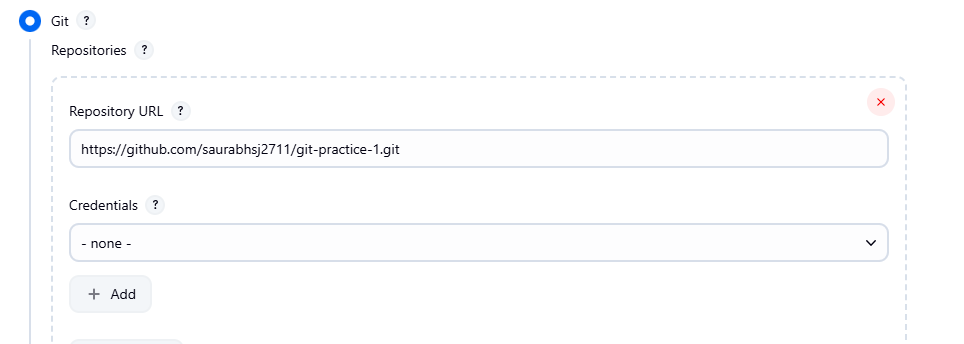 Git ?
Repositories ?
Repository URL ?
https://github.com/saurabhsj2711/git-practice-1.git
Credentials ?
- none -
+ Add